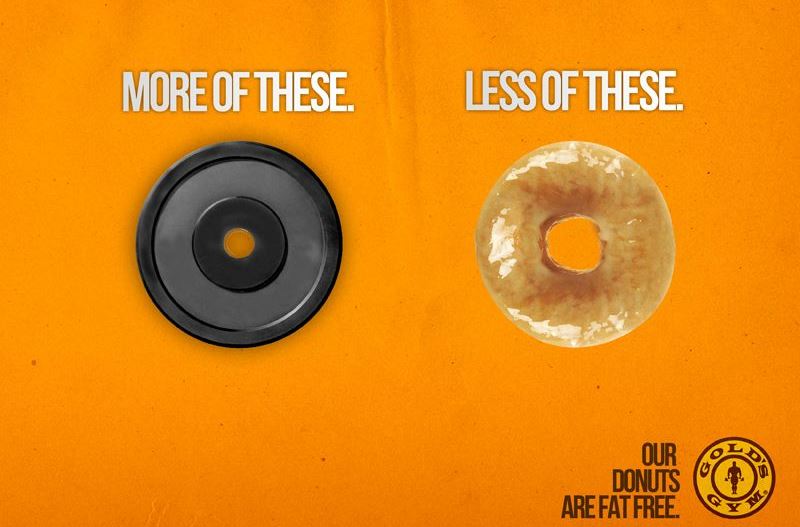 MORE OF THESE.
LESS OF THESE.
OUR
DONUTS
ARE FAT FREE.
GOLD'S
GYM®